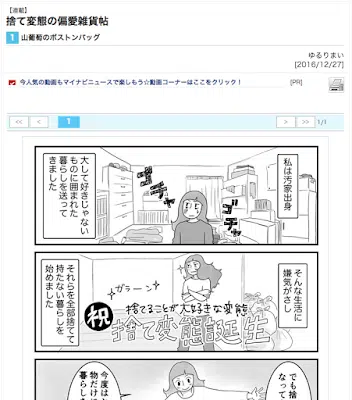 【連載】
捨て変態の偏愛雑貨帖
1 山葡萄のボストンバッグ
ゆるりまい
[2016/12/27]
今人気の動画もマイナビニュースで楽しもう☆動画コーナーはここをクリック！
[PR]
<< < 1 > >> 1/1
私は汚家出身
大して好きじゃない
ものに囲まれた
暮らしを送って
きました
ゴチャ
ゴチャ
そんな生活に
嫌気がさし
それらを全部捨てて
持たない暮らしを
始めました
ガラーン
捨てることが大好きな変態
祝
捨て変態誕生
でも捨
なって
今度は
物だけに
暮らし